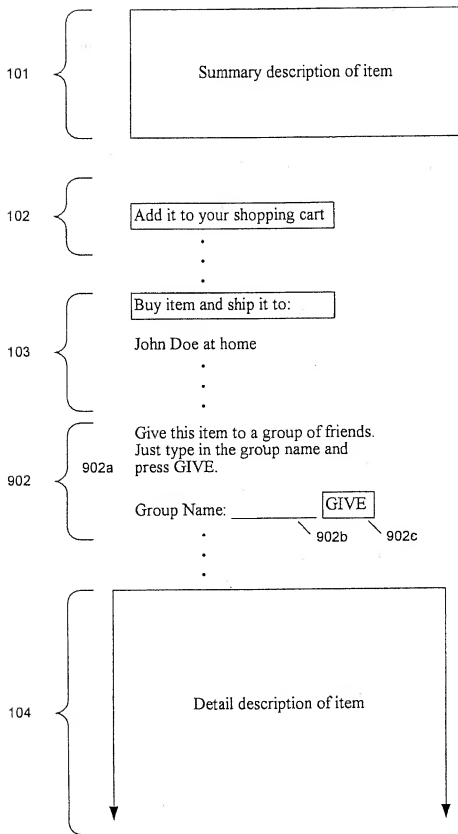 101
Summary description of item
102
Add it to your shopping cart
103
Buy item and ship it to:
John Doe at home
902
902a
Give this item to a group of friends.
Just type in the group name and
press GIVE.
Group Name: ____________ GIVE
902b
902c
104
Detail description of item